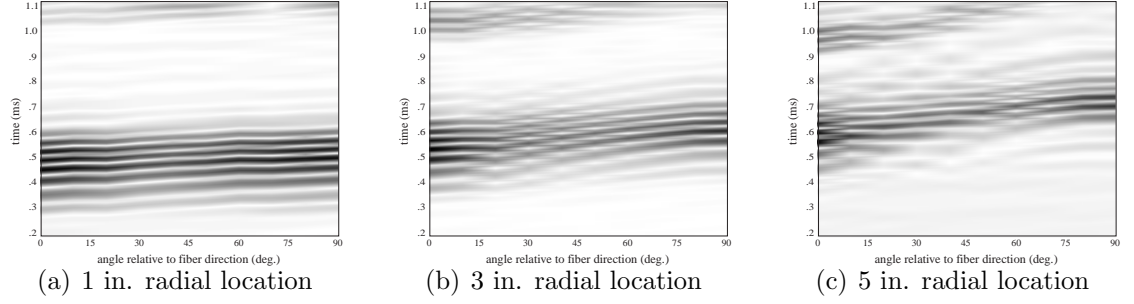 1.1
1.0
.9
.8
.7
.6
.5
.4
.3
.2
time (ms)
0 15 30 45 60 75 90
angle relative to fiber direction (deg.)
(a) 1 in. radial location
1.1
1.0
.9
.8
.7
.6
.5
.4
.3
.2
time (ms)
0 15 30 45 60 75 90
angle relative to fiber direction (deg.)
(b) 3 in. radial location
1.1
1.0
.9
.8
.7
.6
.5
.4
.3
.2
time (ms)
0 15 30 45 60 75 90
angle relative to fiber direction (deg.)
(c) 5 in. radial location